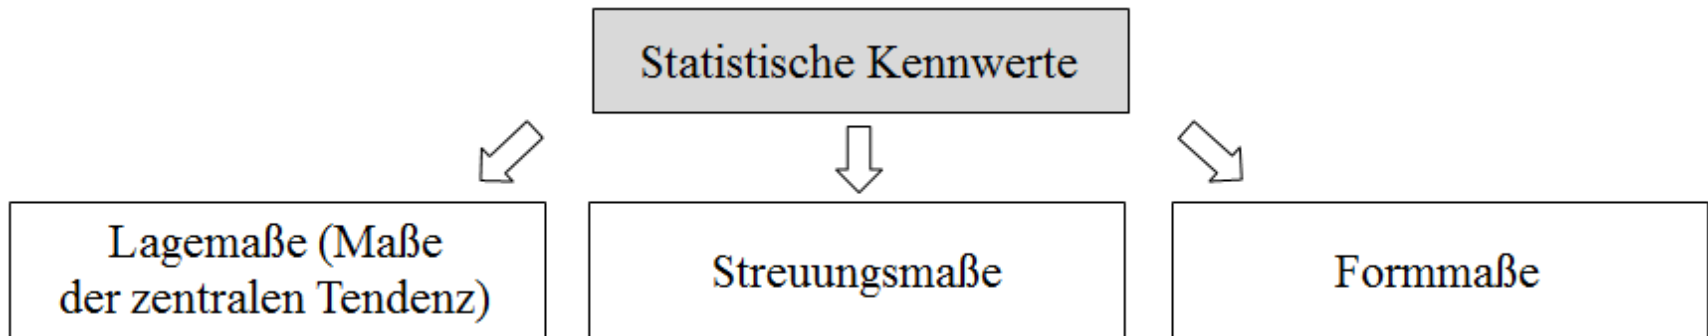 Statistische Kennwerte
Lagemaße (Maße
der zentralen Tendenz)
Streuungsmaße
Formmaße